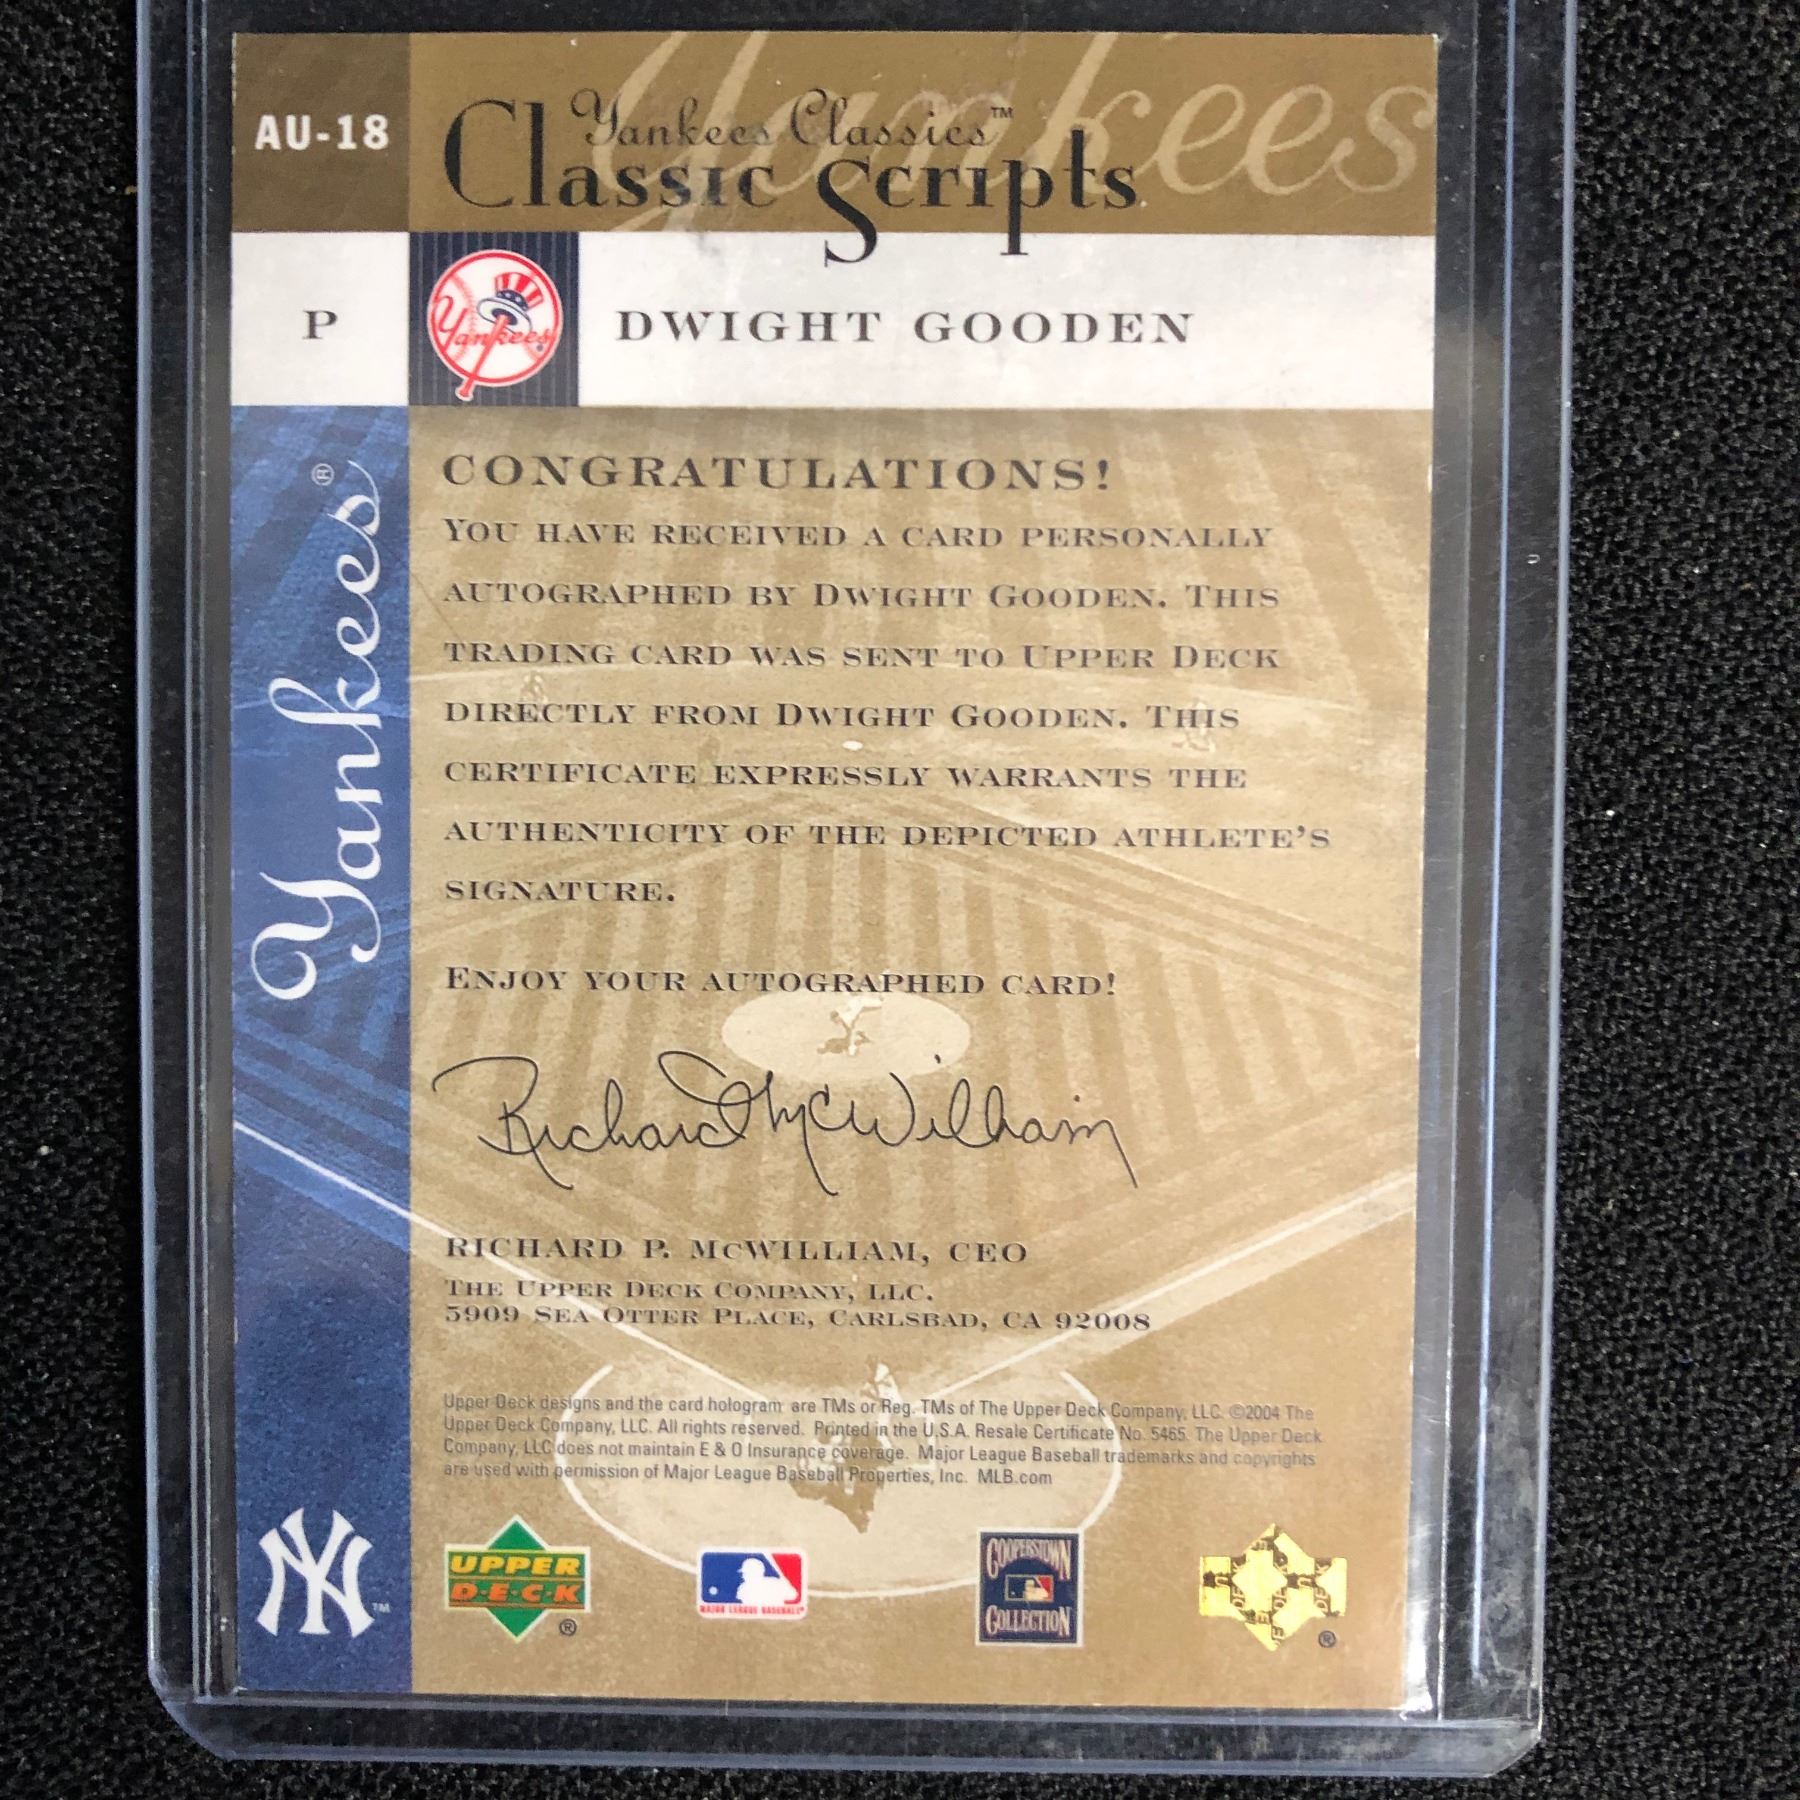 AU-18
Yankees
Yankees Classics™
Classic Scripts
P
Yankees
DWIGHT GOODEN
Yankees®
CONGRATULATIONS!
YOU HAVE RECEIVED A CARD PERSONALLY
AUTOGRAPHED BY DWIGHT GOODEN. THIS
TRADING CARD WAS SENT TO UPPER DECK
DIRECTLY FROM DWIGHT GOODEN. THIS
CERTIFICATE EXPRESSLY WARRANTS THE
AUTHENTICITY OF THE DEPICTED ATHLETE'S
SIGNATURE.
ENJOY YOUR AUTOGRAPHED CARD!
Richard McWilliam
RICHARD P. MCWILLIAM, CEO
THE UPPER DECK COMPANY, LLC.
5909 SEA OTTER PLACE, CARLSBAD, CA 92008
Upper Deck designs and the card hologram are TMs or Reg. TMs of The Upper Deck Company, LLC. ©2004 The
Upper Deck Company, LLC. All rights reserved. Printed in the U.S.A. Resale Certificate No. 5465. The Upper Deck
Company, LLC does not maintain E & O Insurance coverage. Major League Baseball trademarks and copyrights
are used with permission of Major League Baseball Properties, Inc. MLB.com
NY™
UPPER
D·E·C·K
®
MAJOR LEAGUE BASEBALL
COOPERSTOWN
COLLECTION
®